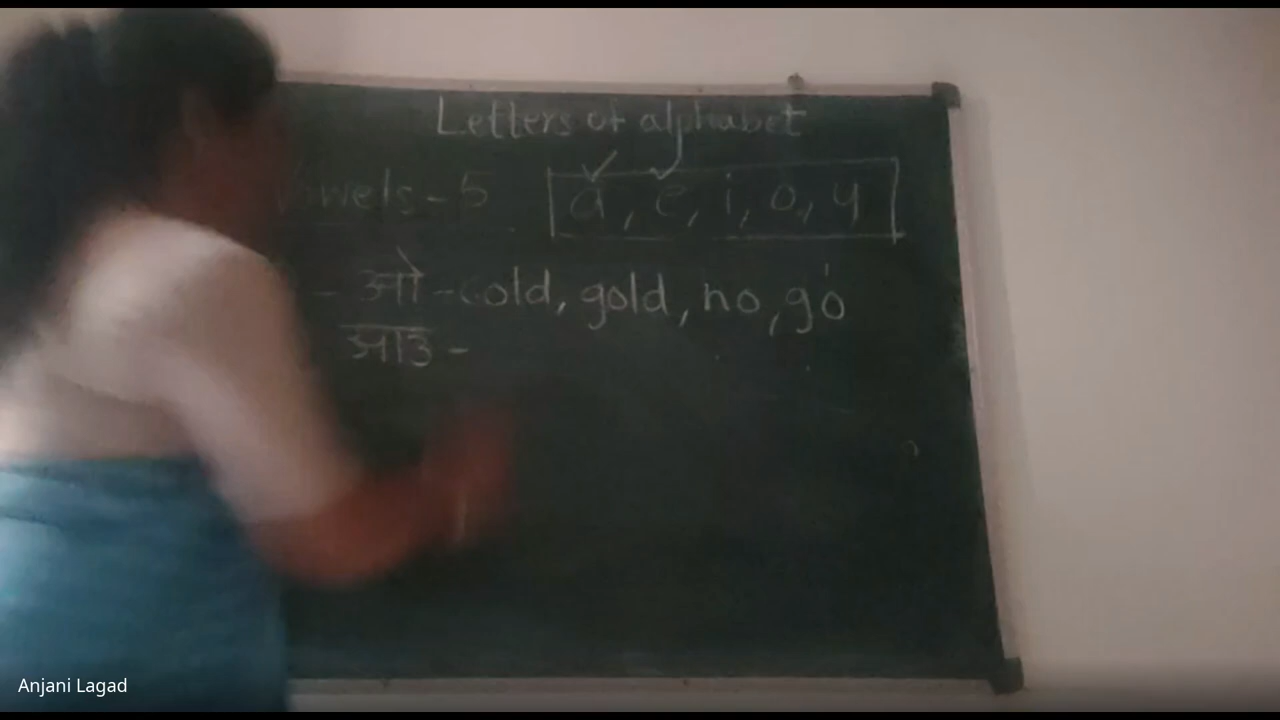 Letters of alphabet
Vowels - 5 a, e, i, o, u
- ओ - Cold, gold, no, go
आउ -
Anjani Lagad